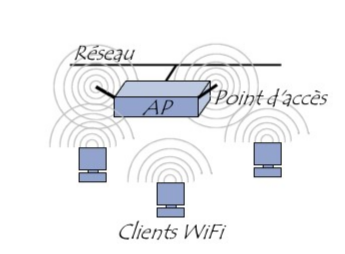 Réseau
AP
Point d'accès
Clients WiFi